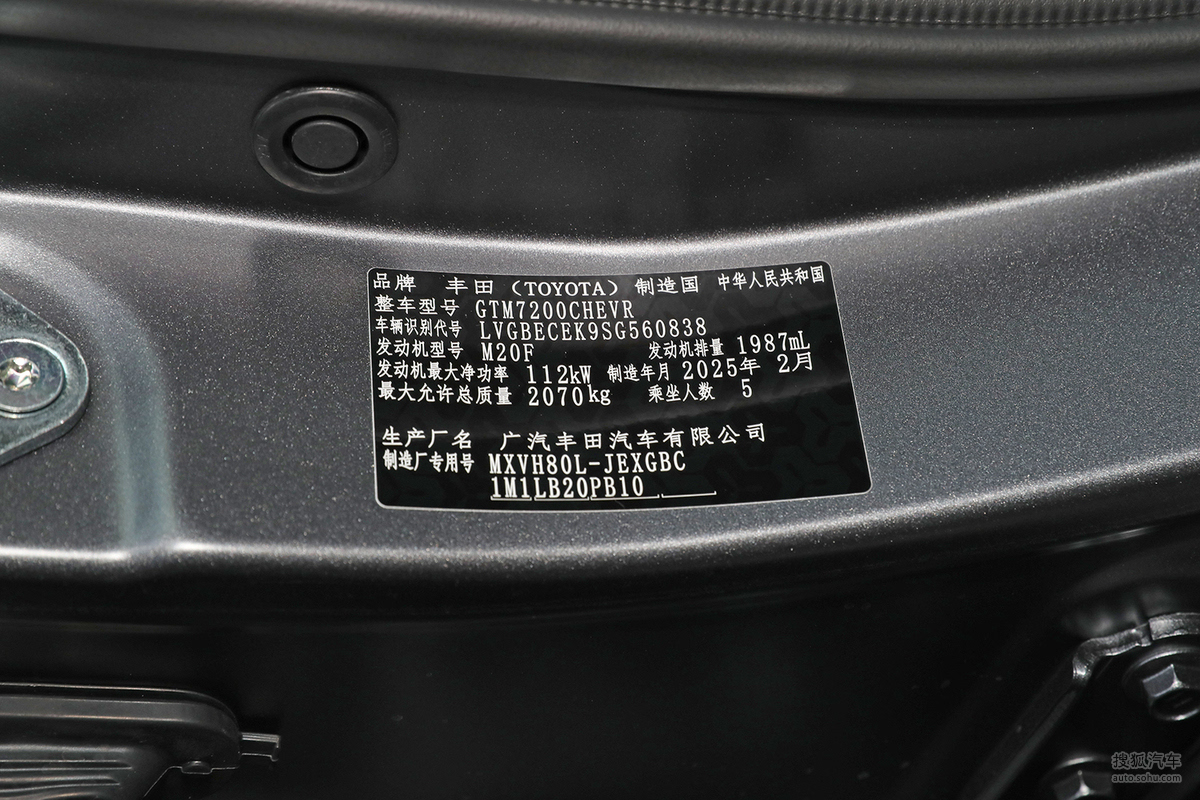 品牌 丰田（TOYOTA） 制造国 中华人民共和国
整车型号 GTM7200CHEVR
车辆识别代号 LVGBECEK9SG560838
发动机型号 M20F 发动机排量 1987mL
发动机最大净功率 112kW 制造年月 2025年 2月
最大允许总质量 2070kg 乘坐人数 5
生产厂名 广汽丰田汽车有限公司
制造厂专用号 MXVH80L-JEXGBC
1M1LB20PB10
搜狐汽车
auto.sohu.com